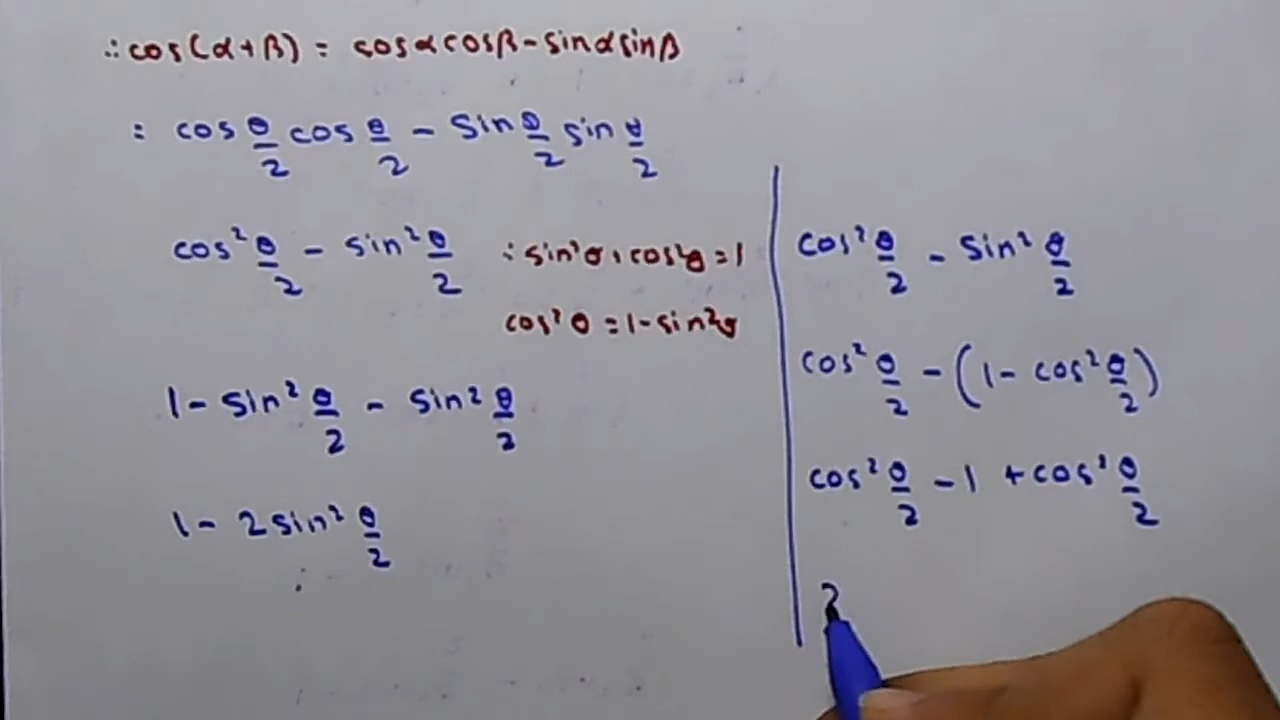 ∴ cos(α+β) = cosα cosβ - sinα sinβ
= cos θ/2 cos θ/2 - sin θ/2 sin θ/2
cos² θ/2 - sin² θ/2
∴ sin²θ + cos²θ = 1
cos²θ = 1 - sin²θ
1 - sin² θ/2 - sin² θ/2
1 - 2 sin² θ/2
cos² θ/2 - sin² θ/2
cos² θ/2 - (1 - cos² θ/2)
cos² θ/2 - 1 + cos² θ/2